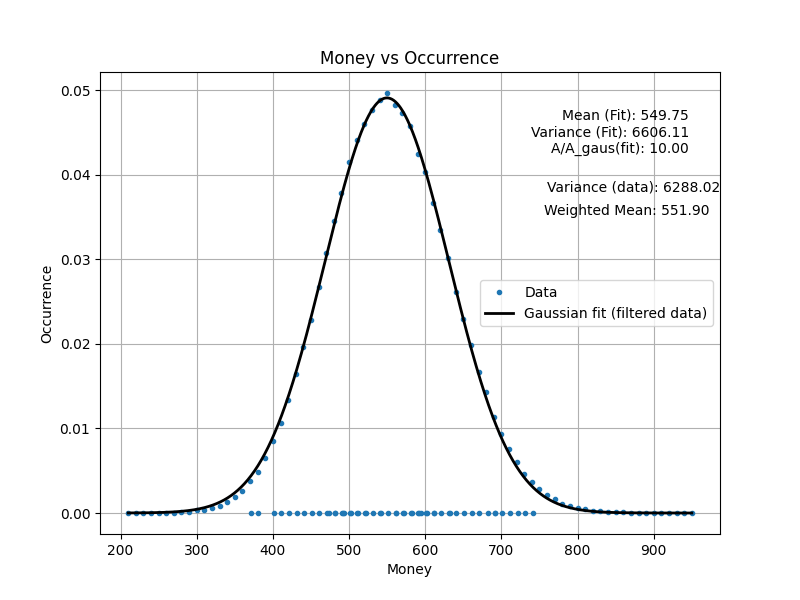 Money vs Occurrence
0.05
0.04
0.03
0.02
0.01
0.00
Occurrence
Mean (Fit): 549.75
Variance (Fit): 6606.11
A/A_gaus(fit): 10.00
Variance (data): 6288.02
Weighted Mean: 551.90
Data
Gaussian fit (filtered data)
200 300 400 500 600 700 800 900
Money